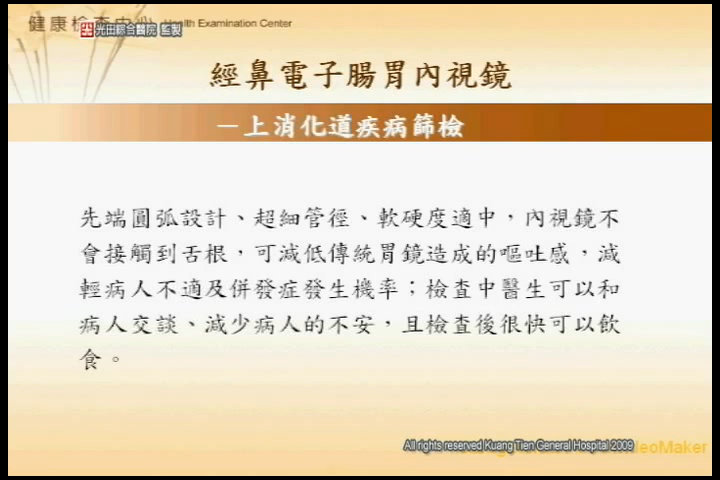 健康檢查中心 Health Examination Center
光田綜合醫院 監製
經鼻電子腸胃內視鏡
－上消化道疾病篩檢
先端圓弧設計、超細管徑、軟硬度適中，內視鏡不
會接觸到舌根，可減低傳統胃鏡造成的嘔吐感，減
輕病人不適及併發症發生機率；檢查中醫生可以和
病人交談、減少病人的不安，且檢查後很快可以飲
食。
All rights reserved Kuang Tien General Hospital 2009
VideoMaker